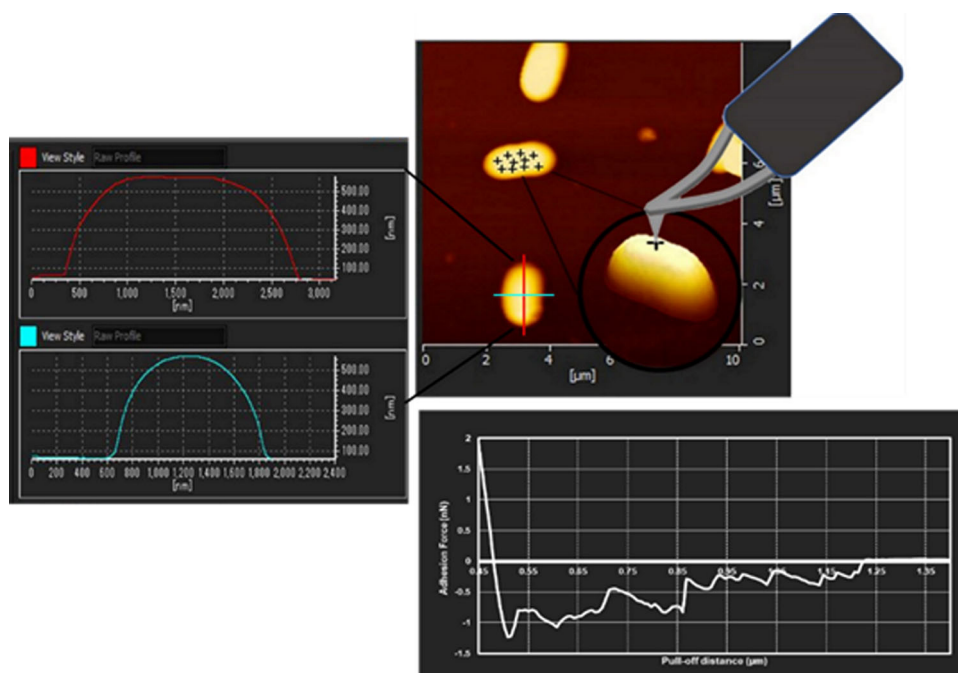 View Style Raw Profile
500.00
400.00
300.00
200.00
100.00
[nm]
0 500 1,000 1,500 2,000 2,500 3,000
[nm]
View Style Raw Profile
500.00
400.00
300.00
200.00
100.00
[nm]
0 200 400 600 800 1,000 1,200 1,400 1,600 1,800 2,000 2,200 2,400
[nm]
6
4
2
0
[µm]
0 2 4 6 10
[µm]
2
1.5
1
0.5
0
-0.5
-1
-1.5
Adhesion Force (nN)
0.45 0.55 0.65 0.75 0.85 0.95 1.05 1.15 1.25 1.35
Pull-off distance (µm)